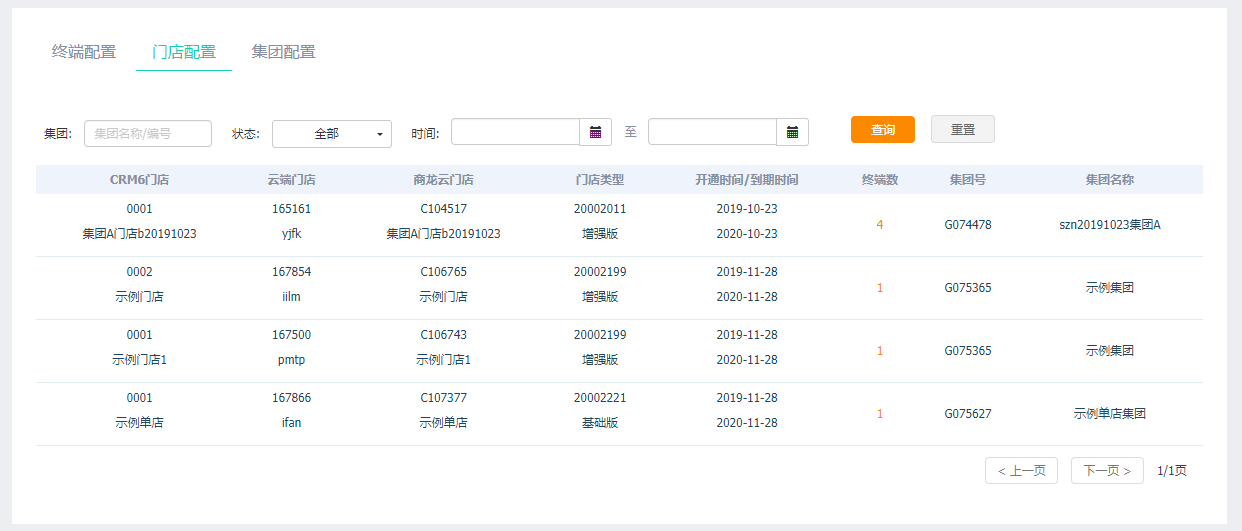 终端配置 门店配置 集团配置
集团: 集团名称/编号 状态: 全部 时间: 至 查询 重置
CRM6门店 云端门店 商龙云门店 门店类型 开通时间/到期时间 终端数 集团号 集团名称
0001 165161 C104517 20002011 2019-10-23
4 G074478 szn20191023集团A
集团A门店b20191023 yjfk 集团A门店b20191023 增强版 2020-10-23
0002 167854 C106765 20002199 2019-11-28
1 G075365 示例集团
示例门店 iilm 示例门店 增强版 2020-11-28
0001 167500 C106743 20002199 2019-11-28
1 G075365 示例集团
示例门店1 pmtp 示例门店1 增强版 2020-11-28
0001 167866 C107377 20002221 2019-11-28
1 G075627 示例单店集团
示例单店 ifan 示例单店 基础版 2020-11-28
< 上一页 下一页 > 1/1页